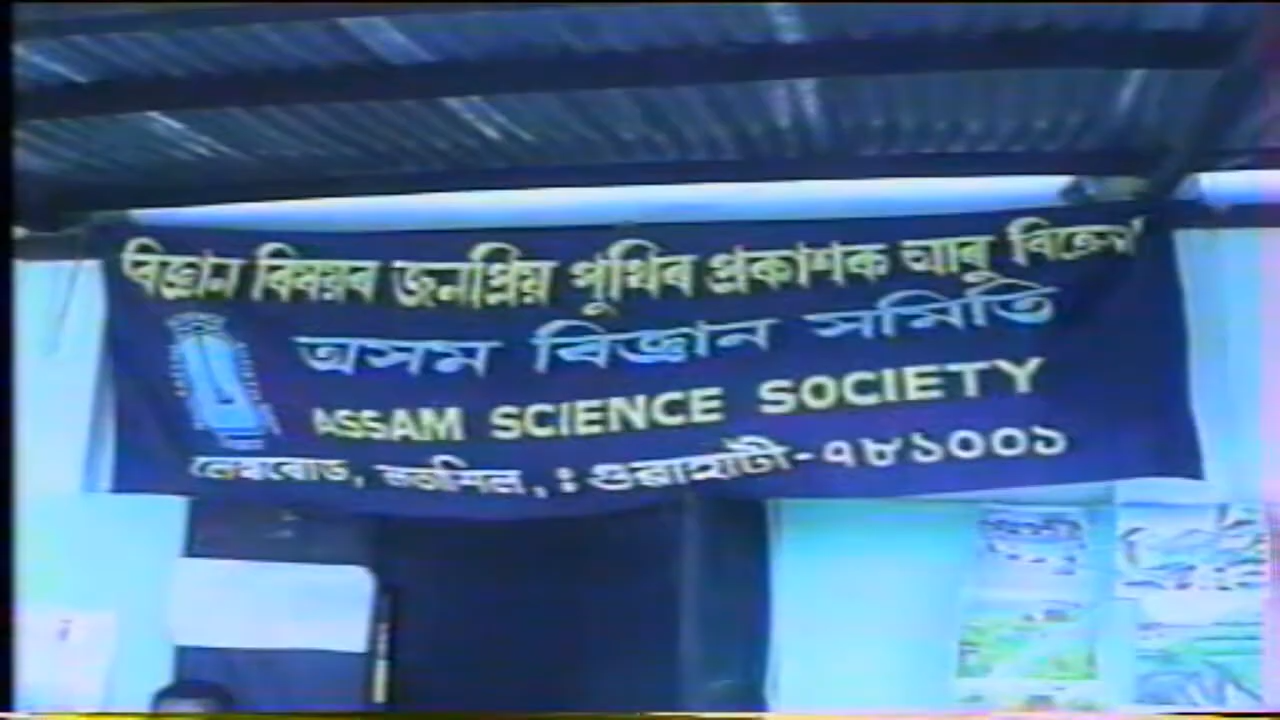 বিজ্ঞান বিষয়ৰ জনপ্ৰিয় পুথিৰ প্ৰকাশক আৰু বিক্ৰেতা
অসম বিজ্ঞান সমিতি
ASSAM SCIENCE SOCIETY
গুৱাহাটী-৭৮১০০১